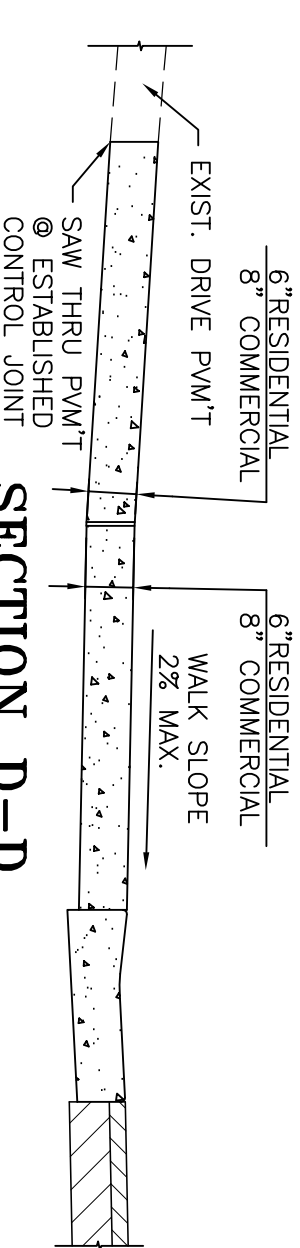 6" RESIDENTIAL
8" COMMERCIAL
6" RESIDENTIAL
8" COMMERCIAL
EXIST. DRIVE PVM'T
WALK SLOPE
2% MAX.
SAW THRU PVM'T
@ ESTABLISHED
CONTROL JOINT
SECTION D-D